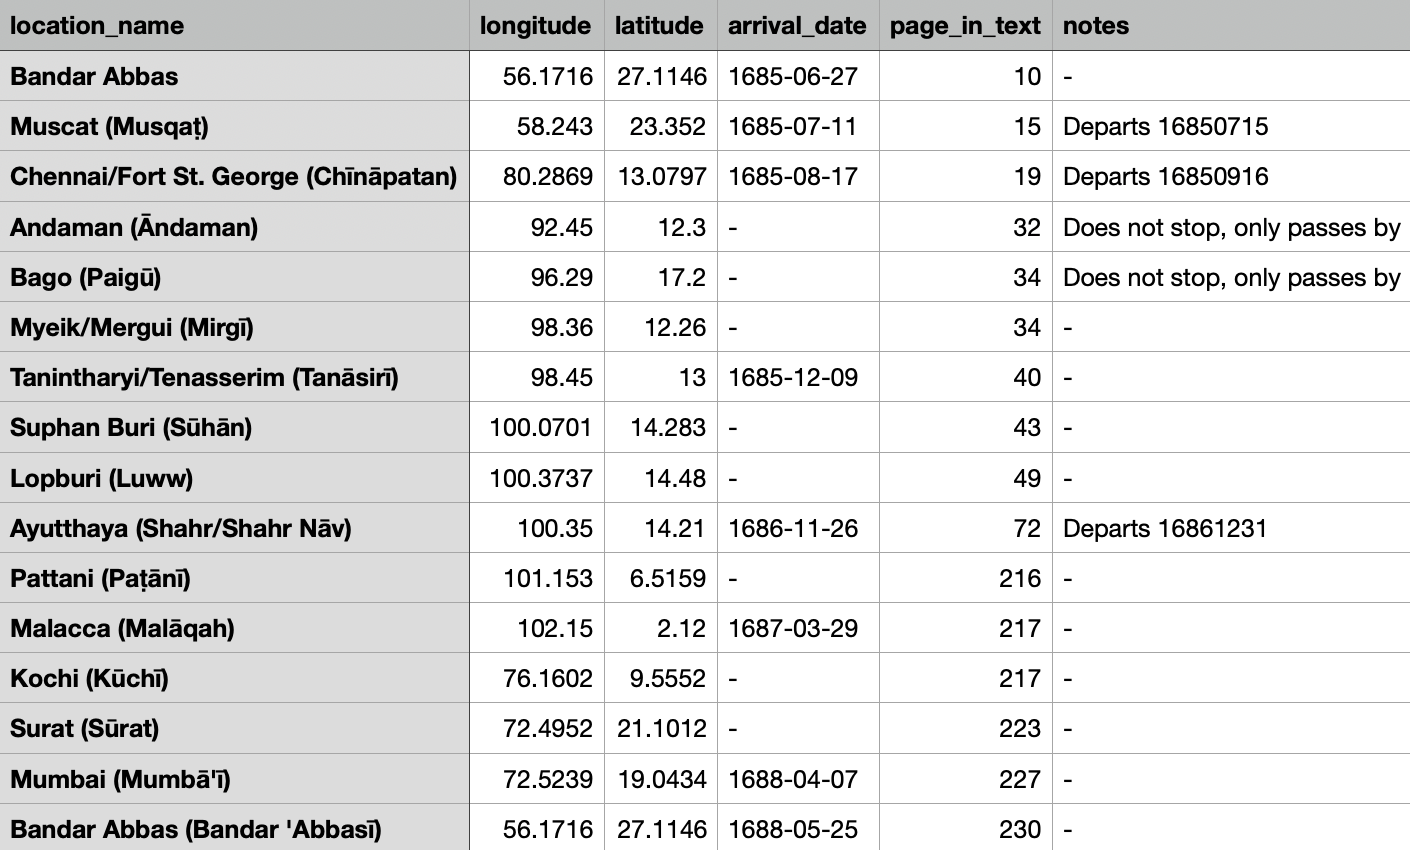 location_name longitude latitude arrival_date page_in_text notes
Bandar Abbas 56.1716 27.1146 1685-06-27 10 -
Muscat (Musqaṭ) 58.243 23.352 1685-07-11 15 Departs 16850715
Chennai/Fort St. George (Chīnāpatan) 80.2869 13.0797 1685-08-17 19 Departs 16850916
Andaman (Āndaman) 92.45 12.3 - 32 Does not stop, only passes by
Bago (Paigū) 96.29 17.2 - 34 Does not stop, only passes by
Myeik/Mergui (Mirgī) 98.36 12.26 - 34 -
Tanintharyi/Tenasserim (Tanāsirī) 98.45 13 1685-12-09 40 -
Suphan Buri (Sūhān) 100.0701 14.283 - 43 -
Lopburi (Luww) 100.3737 14.48 - 49 -
Ayutthaya (Shahr/Shahr Nāv) 100.35 14.21 1686-11-26 72 Departs 16861231
Pattani (Paṭānī) 101.153 6.5159 - 216 -
Malacca (Malāqah) 102.15 2.12 1687-03-29 217 -
Kochi (Kūchī) 76.1602 9.5552 - 217 -
Surat (Sūrat) 72.4952 21.1012 - 223 -
Mumbai (Mumbā'ī) 72.5239 19.0434 1688-04-07 227 -
Bandar Abbas (Bandar 'Abbasī) 56.1716 27.1146 1688-05-25 230 -